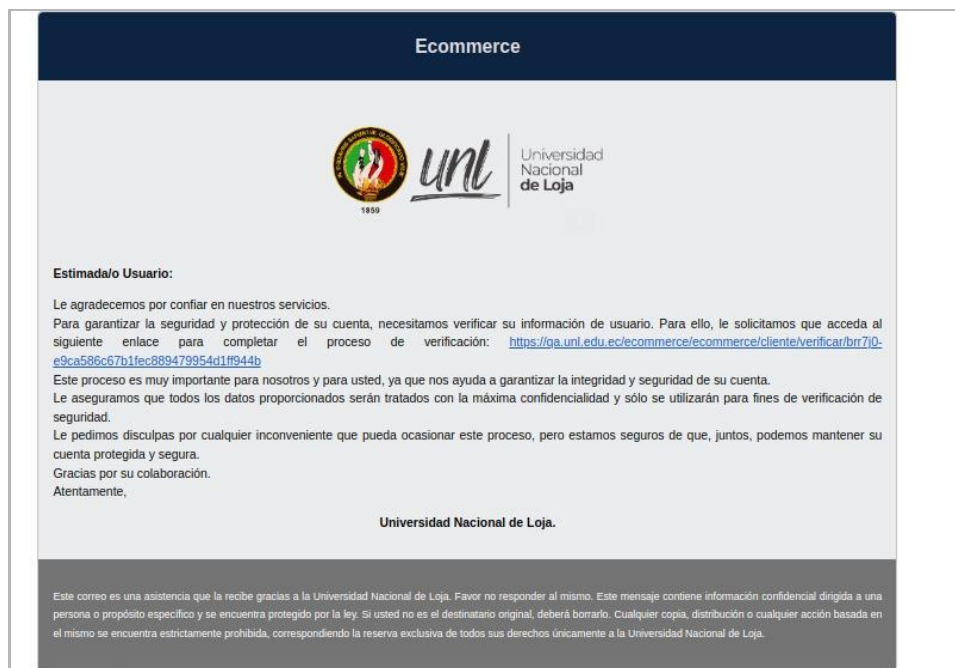 Ecommerce
1859
unl
Universidad
Nacional
de Loja
Estimada/o Usuario:
Le agradecemos por confiar en nuestros servicios.
Para garantizar la seguridad y protección de su cuenta, necesitamos verificar su información de usuario. Para ello, le solicitamos que acceda al
siguiente enlace para completar el proceso de verificación: https://qa.unl.edu.ec/ecommerce/ecommerce/cliente/verificar/brr7j0-
e9ca586c67b1fec889479954d1ff944b
Este proceso es muy importante para nosotros y para usted, ya que nos ayuda a garantizar la integridad y seguridad de su cuenta.
Le aseguramos que todos los datos proporcionados serán tratados con la máxima confidencialidad y sólo se utilizarán para fines de verificación de
seguridad.
Le pedimos disculpas por cualquier inconveniente que pueda ocasionar este proceso, pero estamos seguros de que, juntos, podemos mantener su
cuenta protegida y segura.
Gracias por su colaboración.
Atentamente,
Universidad Nacional de Loja.
Este correo es una asistencia que la recibe gracias a la Universidad Nacional de Loja. Favor no responder al mismo. Este mensaje contiene información confidencial dirigida a una
persona o propósito específico y se encuentra protegido por la ley. Si usted no es el destinatario original, deberá borrarlo. Cualquier copia, distribución o cualquier acción basada en
el mismo se encuentra estrictamente prohibida, correspondiendo la reserva exclusiva de todos sus derechos únicamente a la Universidad Nacional de Loja.